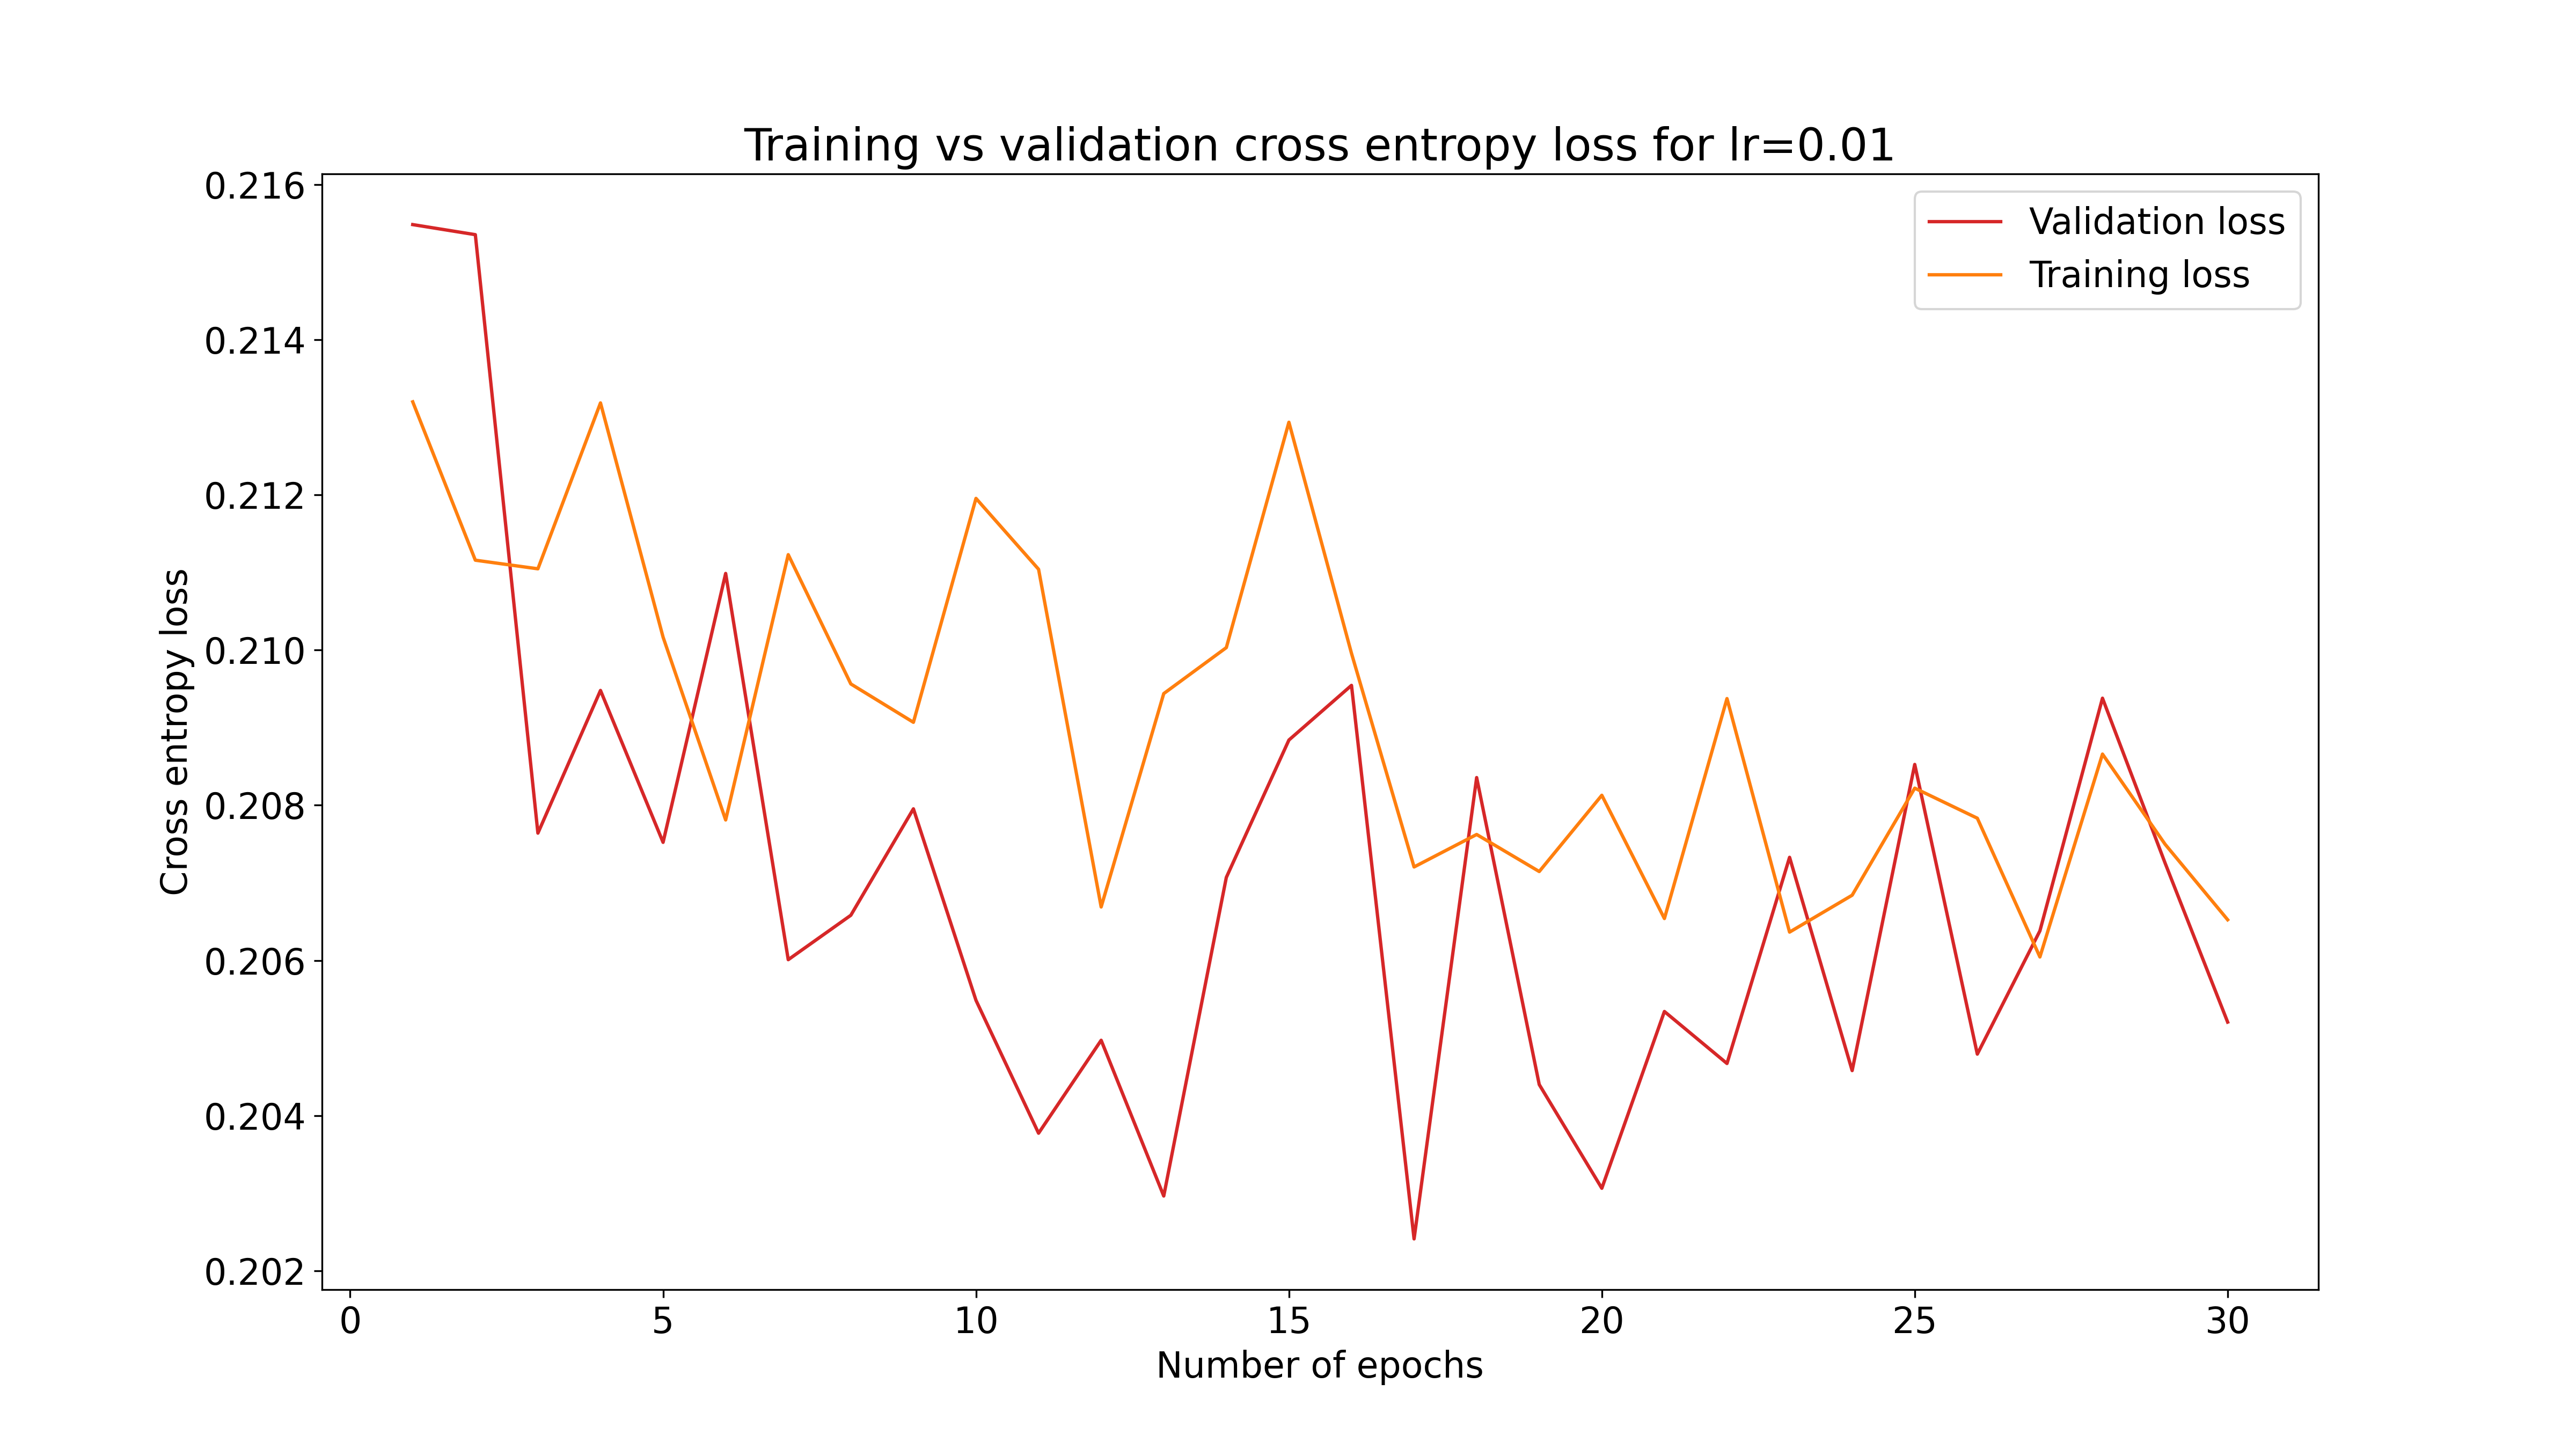 Training vs validation cross entropy loss for lr=0.01
Validation loss
Training loss
Cross entropy loss
0.216
0.214
0.212
0.210
0.208
0.206
0.204
0.202
0 5 10 15 20 25 30
Number of epochs